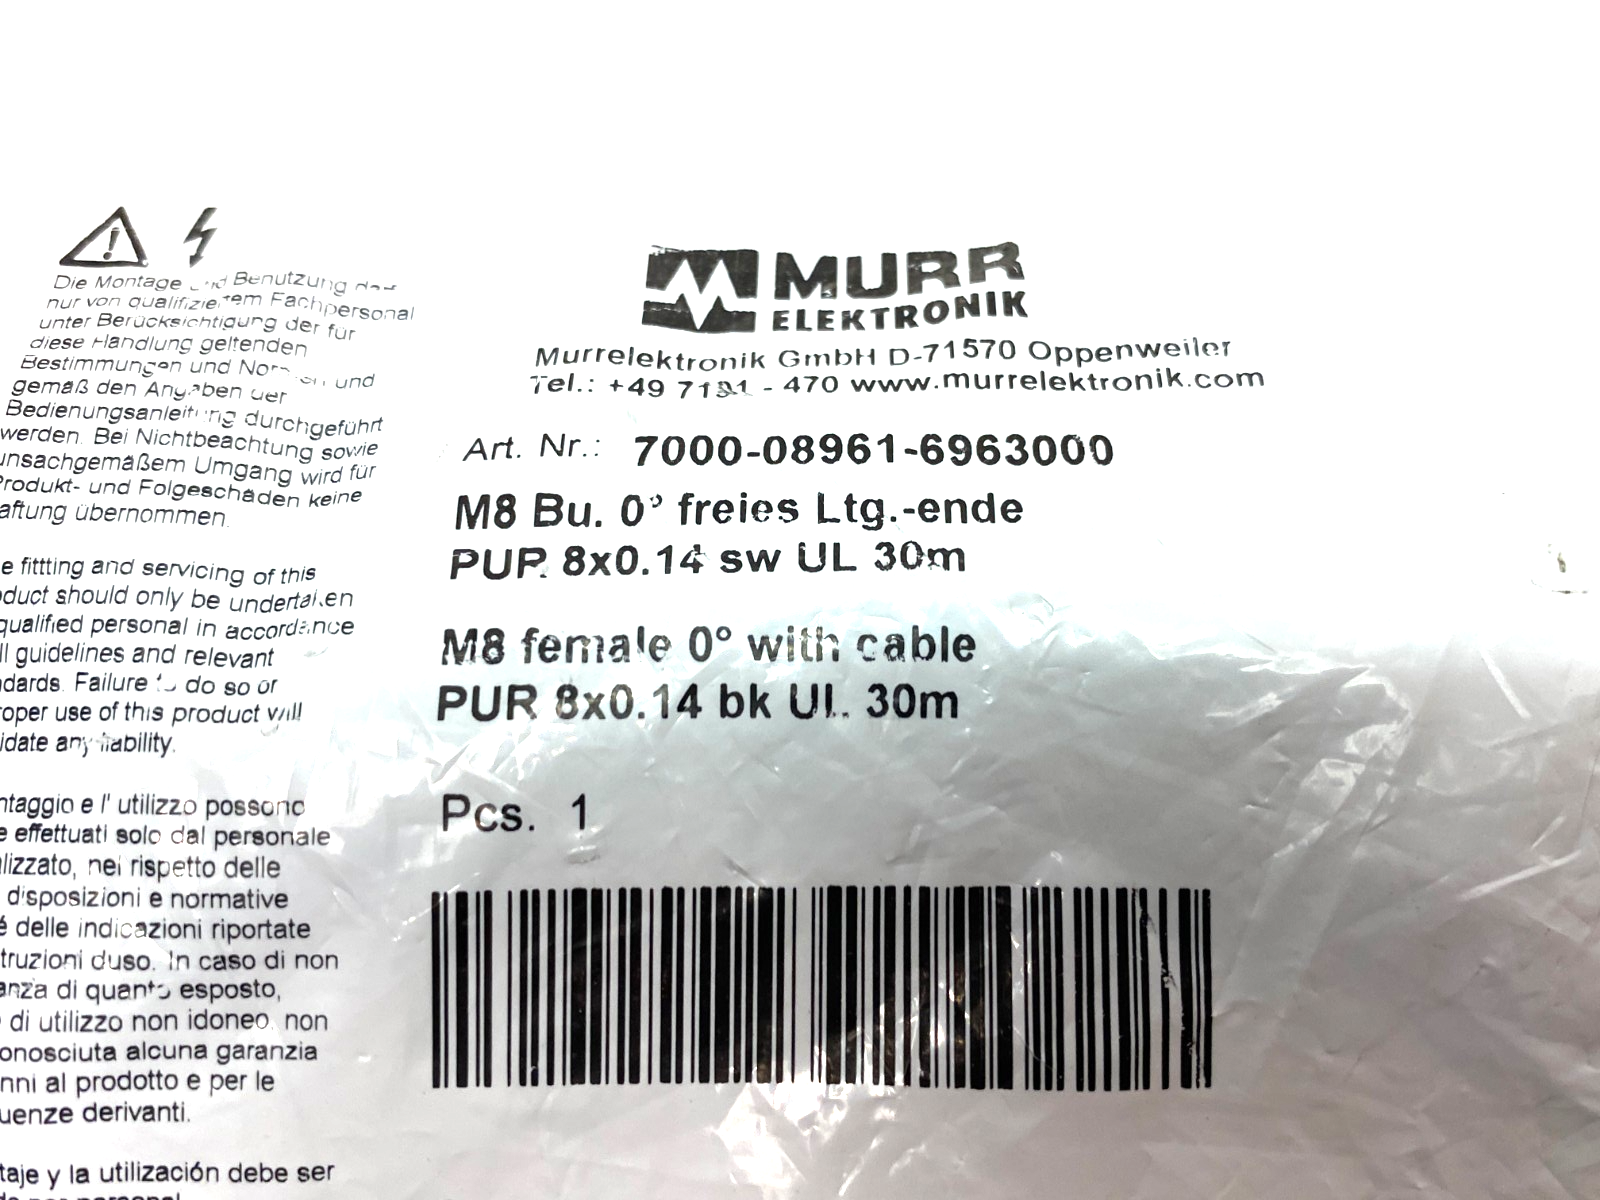 Die Montage und Benutzung
nur von qualifiziertem Fachpersonal
unter Berücksichtigung der für
diese Handlung geltenden
Bestimmungen und und
gemäß den Angaben der
Bedienungsanleitung durchgeführt
werden. Bei Nichtbeachtung sowie
unsachgemäßem Umgang wird für
Produkt- und Folgeschäden keine
aftung übernommen.
e fittting and servicing of this
duct should only be undertaken
qualified personal in accordance
ll guidelines and relevant
dards. Failure to do so or
roper use of this product will
idate any liability.
ntaggio e l' utilizzo possono
e effettuati solo dal personale
lizzato, nei rispetto delle
disposizioni e normative
é delle indicazioni riportate
truzioni duso. In caso di non
anza di quanto esposto,
di utilizzo non idoneo, non
onosciuta alcuna garanzia
nni al prodotto e per le
uenze derivanti.
taje y la utilización debe ser
MURR
ELEKTRONIK
Murrelektronik GmbH D-71570 Oppenweiler
Tel.: +49 7191 - 470 www.murrelektronik.com
Art. Nr.: 7000-08961-6963000
M8 Bu. 0° freies Ltg.-ende
PUR 8x0.14 sw UL 30m
M8 female 0° with cable
PUR 8x0.14 bk UL 30m
Pcs. 1